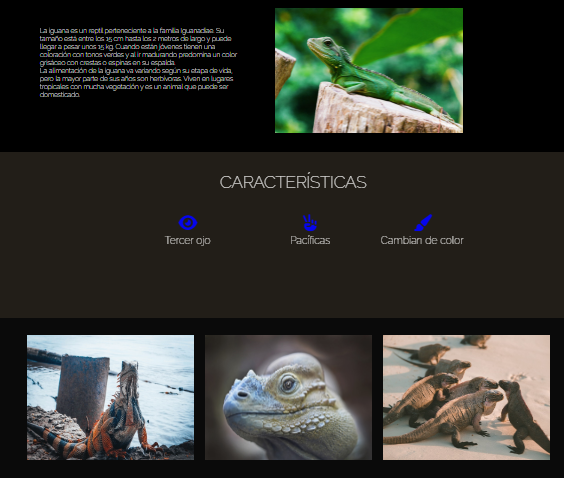 La iguana es un reptil perteneciente a la familia Iguanadiae. Su
tamaño está entre los 15 cm hasta los 2 metros de largo y puede
llegar a pesar unos 15 kg. Cuando están jóvenes tienen una
coloración con tonos verdes y al ir madurando predomina un color
grisáceo con crestas o espinas en su espalda.
La alimentación de la iguana va variando según su etapa de vida,
pero la mayor parte de sus años son herbívoras. Viven en lugares
tropicales con mucha vegetación y es un animal que puede ser
domesticado.
CARACTERÍSTICAS
Tercer ojo
Pacíficas
Cambian de color